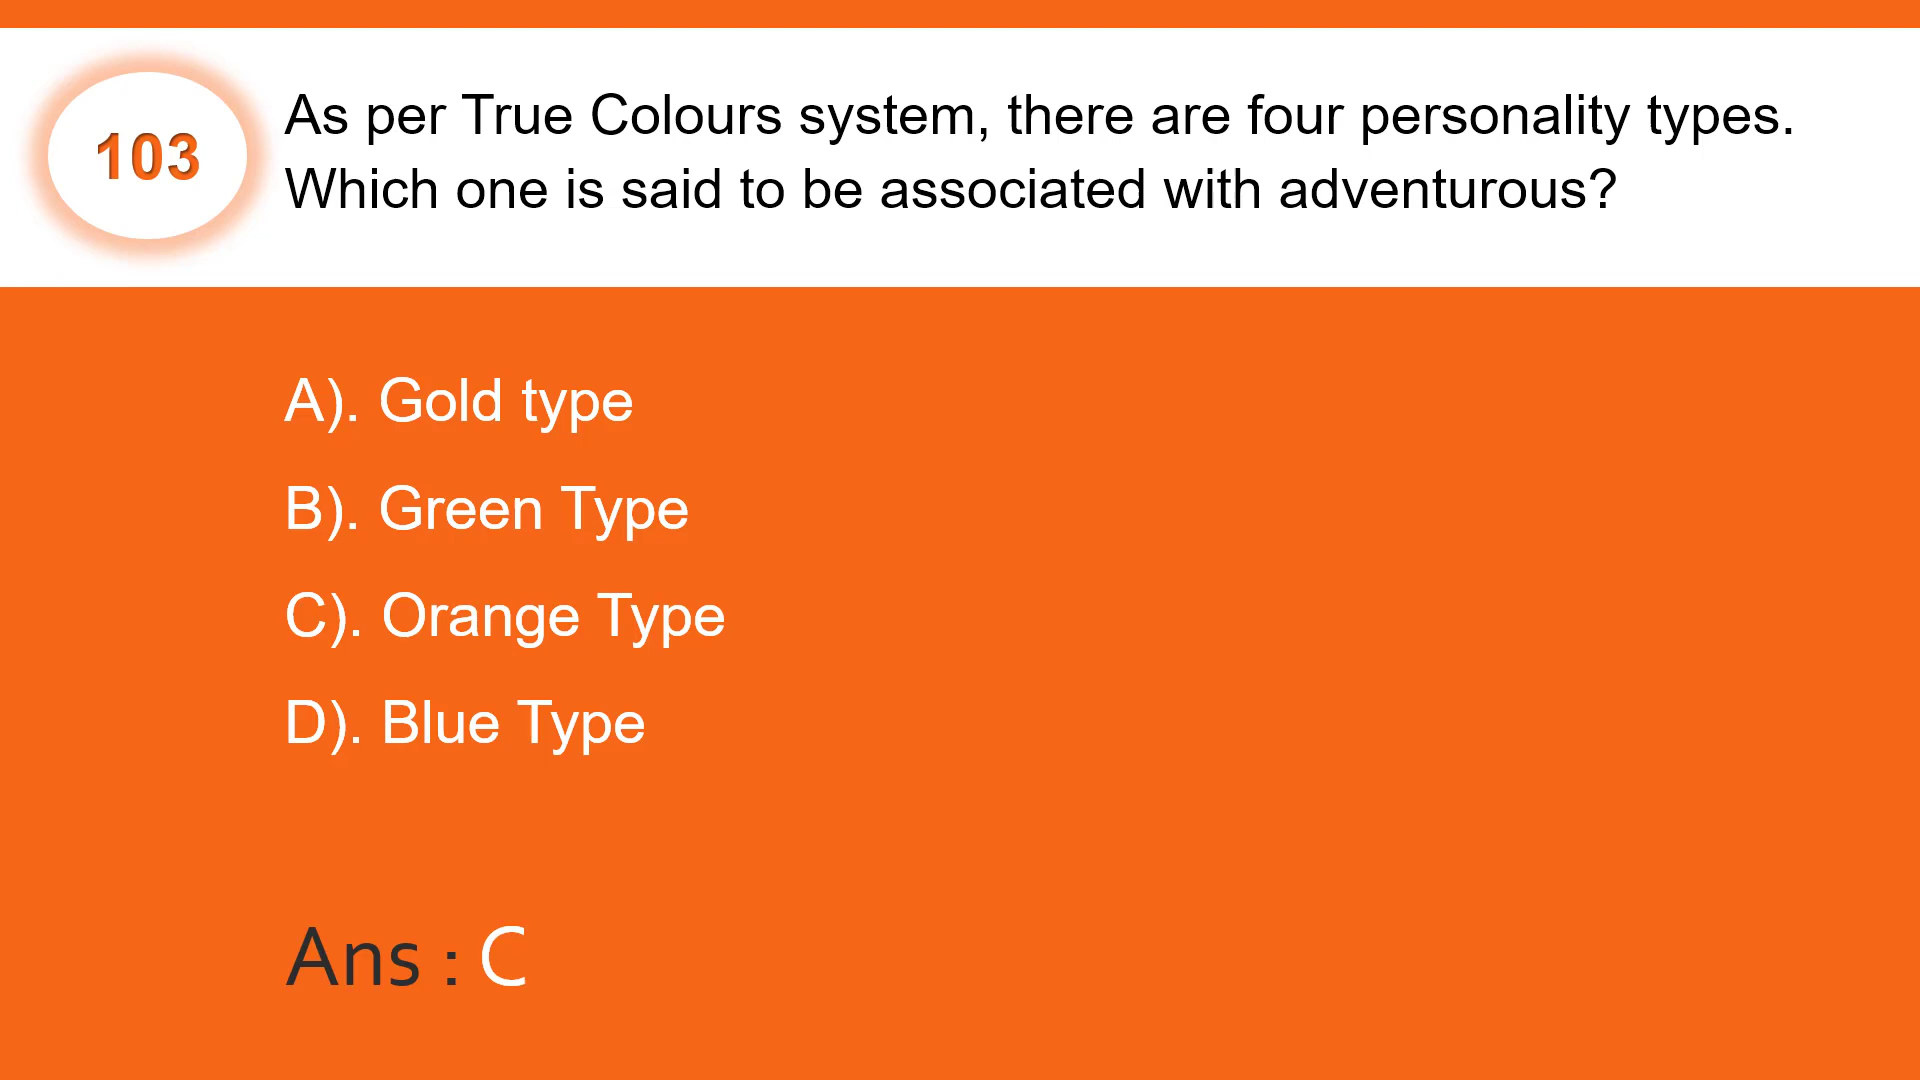 103
As per True Colours system, there are four personality types.
Which one is said to be associated with adventurous?
A). Gold type
B). Green Type
C). Orange Type
D). Blue Type
Ans : C